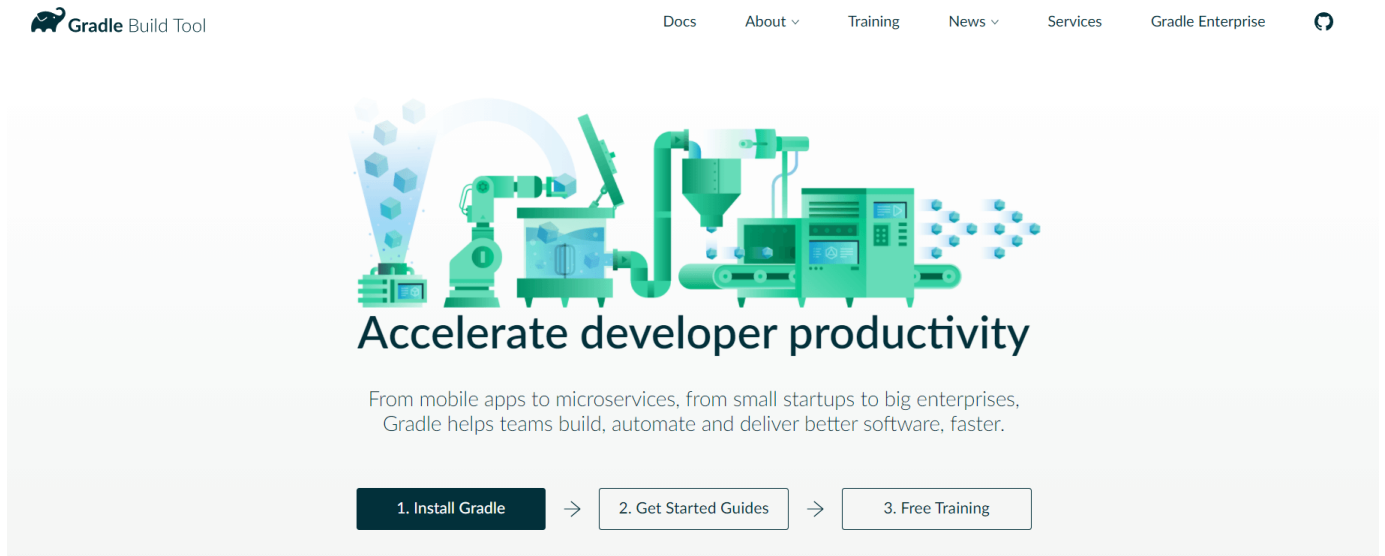 Gradle Build Tool
Docs
About
Training
News
Services
Gradle Enterprise
Accelerate developer productivity
From mobile apps to microservices, from small startups to big enterprises,
Gradle helps teams build, automate and deliver better software, faster.
1. Install Gradle
2. Get Started Guides
3. Free Training